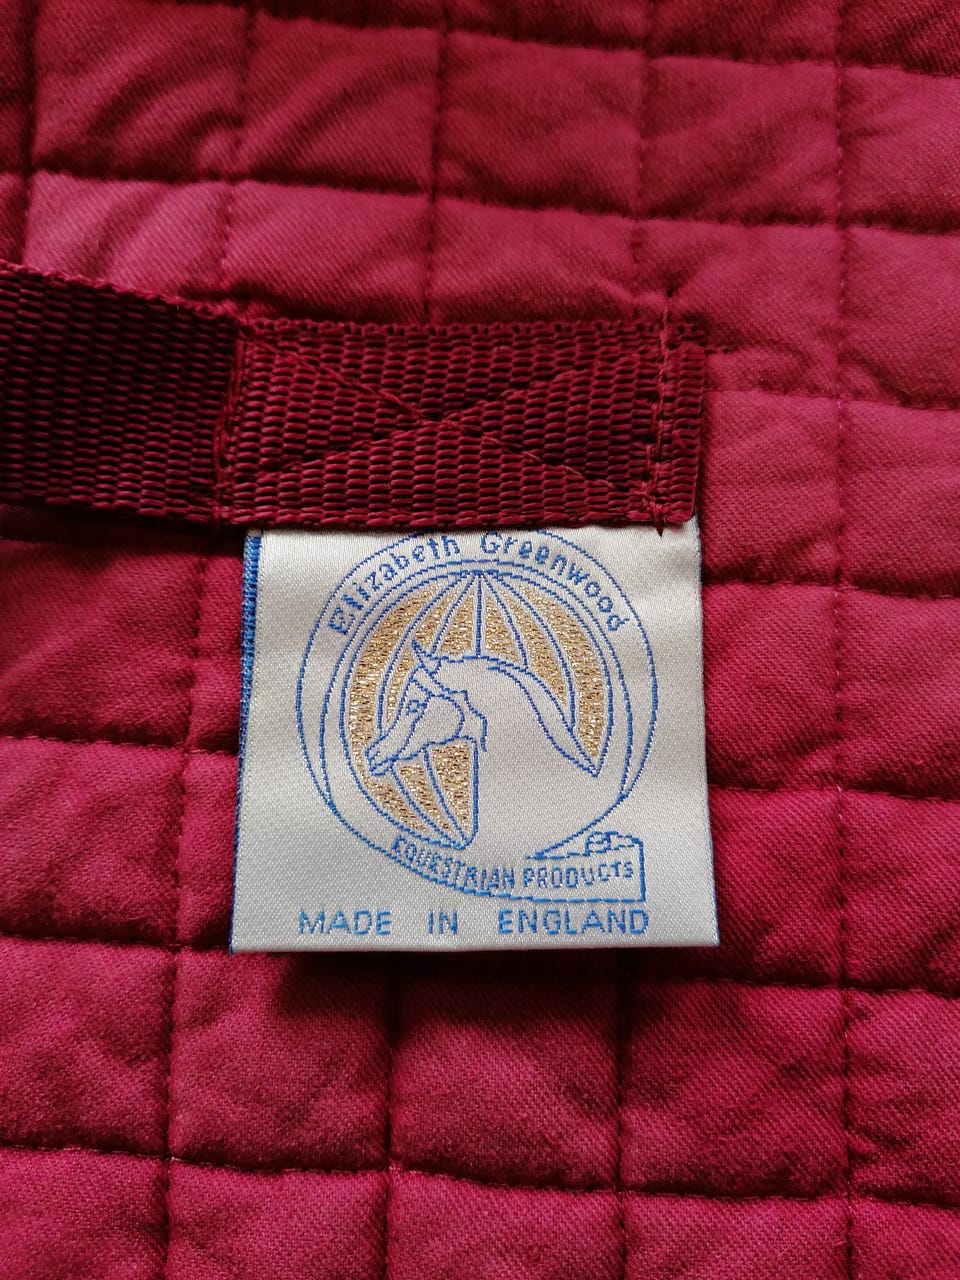 Elizabeth Greenwood
EQUESTRIAN PRODUCTS
MADE IN ENGLAND